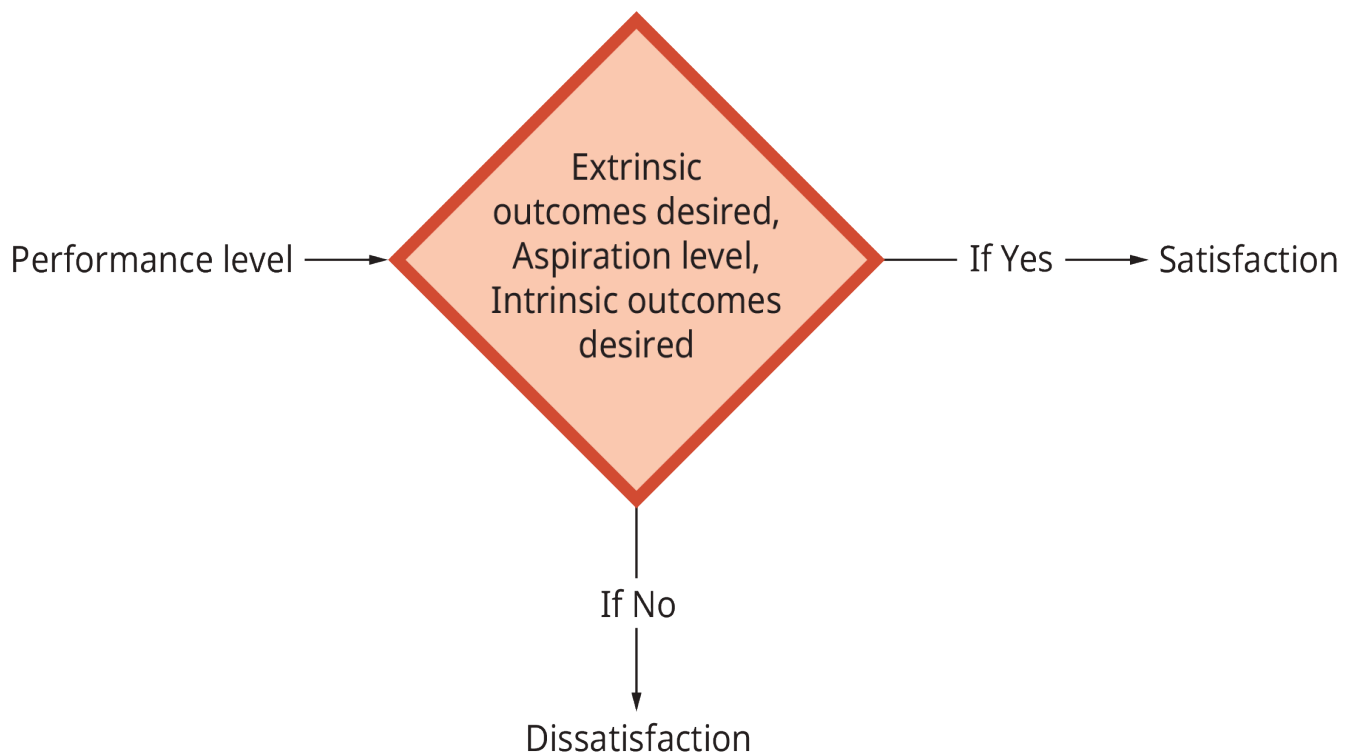 Extrinsic
outcomes desired,
Performance level
Aspiration level,
If Yes
Satisfaction
Intrinsic outcomes
desired
If No
Dissatisfaction